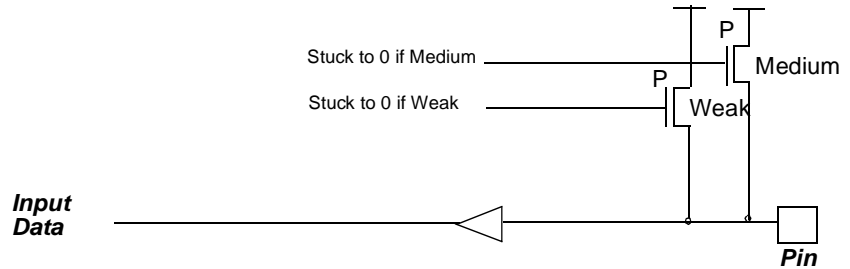 P
Stuck to 0 if Medium
Medium
P
Stuck to 0 if Weak
Weak
Input
Data
Pin